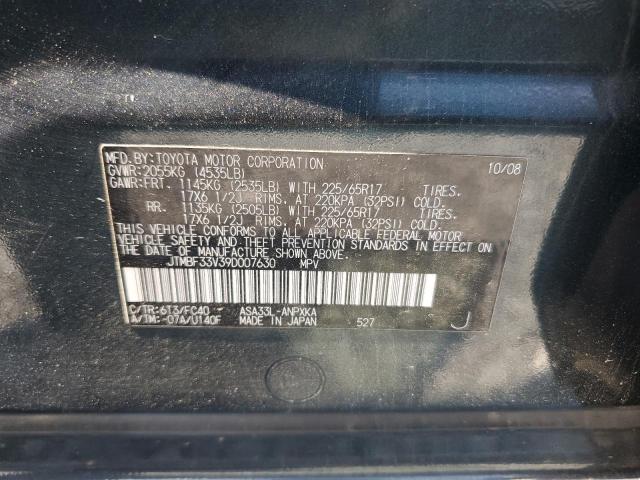 MFD.BY:TOYOTA MOTOR CORPORATION 10/08
GVWR:2055KG (4535LB)
GAWR:FRT. 1145KG (2535LB) WITH 225/65R17 TIRES.
17X6 1/2J RIMS, AT 220KPA (32PSI) COLD.
RR. 1135KG (2505LB) WITH 225/65R17 TIRES.
17X6 1/2J RIMS, AT 220KPA (32PSI) COLD.
THIS VEHICLE CONFORMS TO ALL APPLICABLE FEDERAL MOTOR
VEHICLE SAFETY AND THEFT PREVENTION STANDARDS IN EFFECT
ON THE DATE OF MANUFACTURE SHOWN ABOVE.
JTMBF33V39D007630 MPV
C/TR:6T3/FC40 ASA33L-ANPXKA
A/TM:-07A/U140F MADE IN JAPAN 527 J